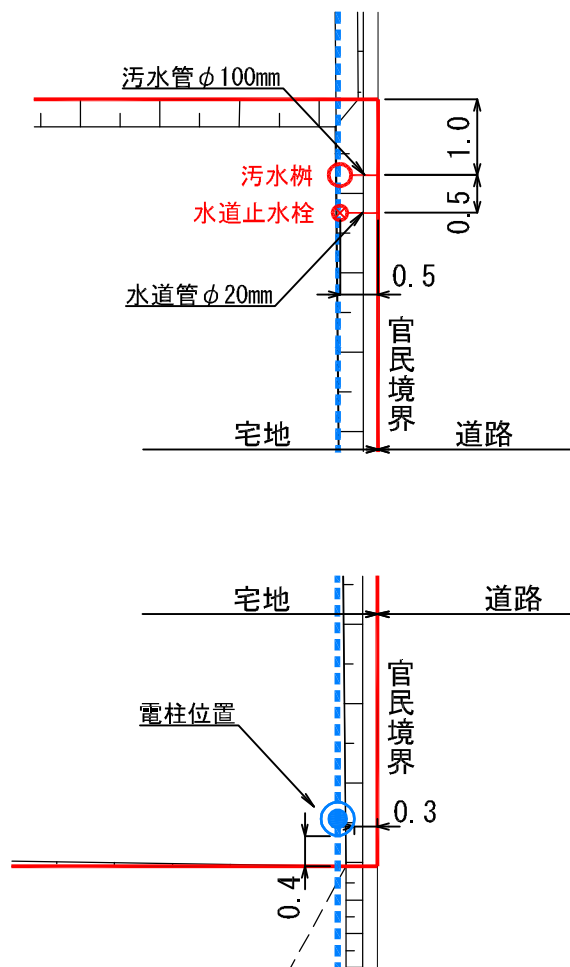 汚水管φ100mm
1.0
汚水桝
0.5
水道止水栓
水道管φ20mm
0.5
官民境界
宅地
道路
宅地
道路
官民境界
電柱位置
0.3
0.4